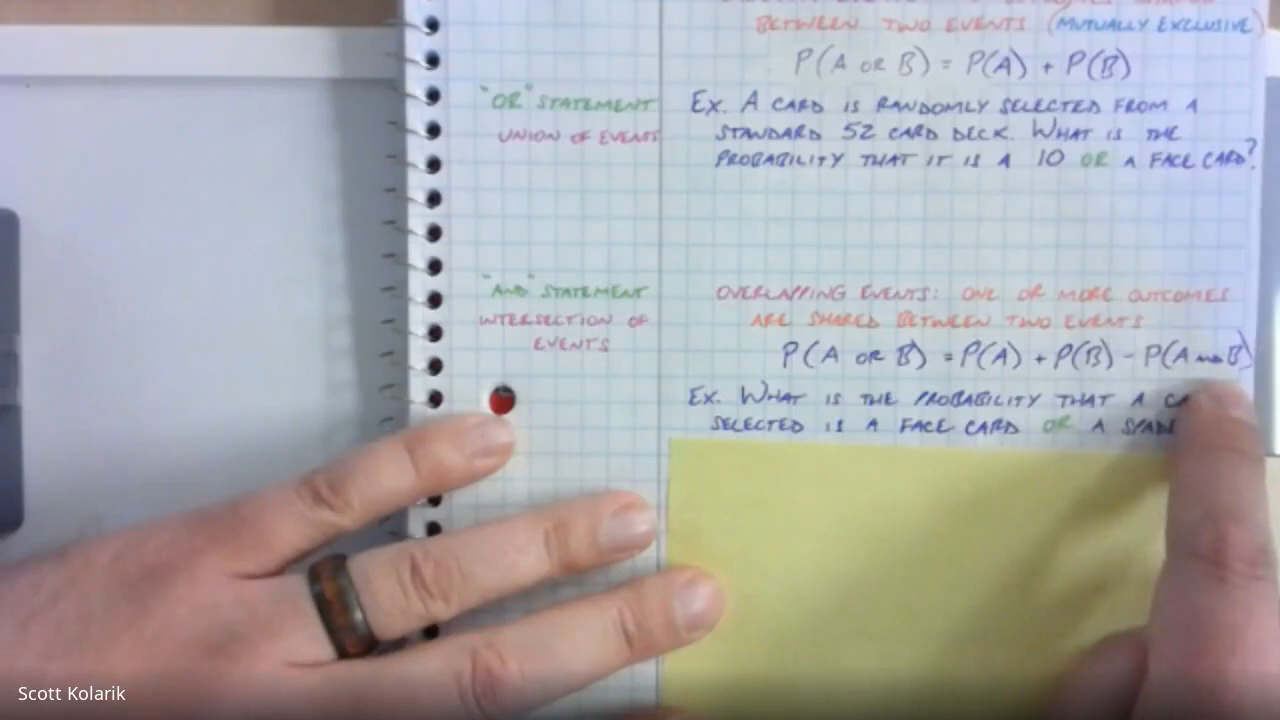 BETWEEN TWO EVENTS (MUTUALLY EXCLUSIVE)
P(A OR B) = P(A) + P(B)
"OR" STATEMENT
UNION OF EVENTS
EX. A CARD IS RANDOMLY SELECTED FROM A
STANDARD 52 CARD DECK. WHAT IS THE
PROBABILITY THAT IT IS A 10 OR A FACE CARD?
"AND" STATEMENT
INTERSECTION OF
EVENTS
OVERLAPPING EVENTS: ONE OR MORE OUTCOMES
ARE SHARED BETWEEN TWO EVENTS
P(A OR B) = P(A) + P(B) - P(A AND B)
EX. WHAT IS THE PROBABILITY THAT A
SELECTED IS A FACE CARD OR A
Scott Kolarik